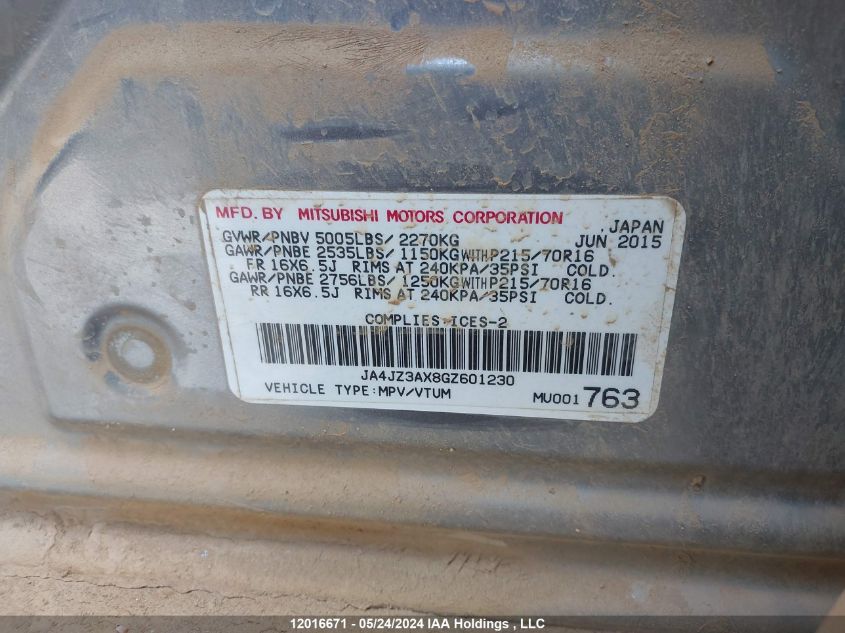 MFD. BY MITSUBISHI MOTORS CORPORATION
JAPAN
GVWR/PNBV 5005LBS/ 2270KG JUN 2015
GAWR/PNBE 2535LBS/ 1150KG WITH P215/70R16
FR 16X6.5J RIMS AT 240KPA/35PSI COLD.
GAWR/PNBE 2756LBS/ 1250KG WITH P215/70R16
RR 16X6.5J RIMS AT 240KPA/35PSI COLD.
COMPLIES ICES-2
JA4JZ3AX8GZ601230
VEHICLE TYPE:MPV/VTUM MU001 763
12016671 - 05/24/2024 IAA Holdings , LLC